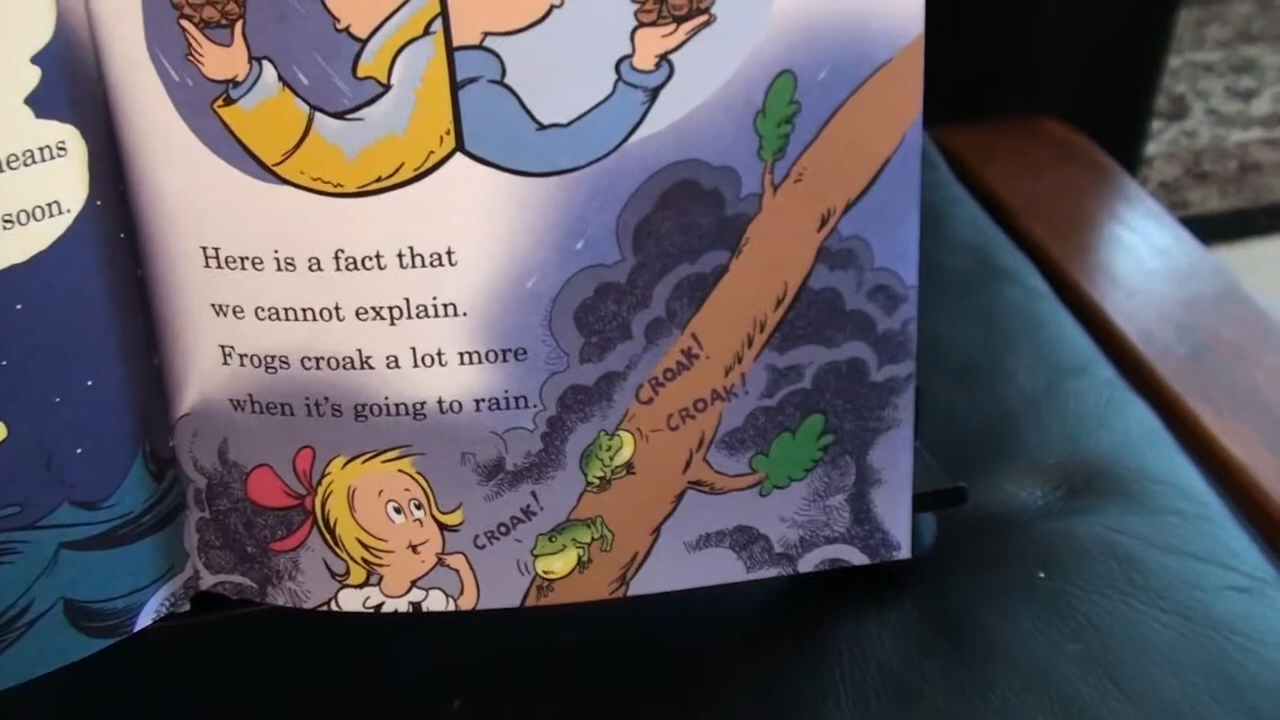 soon.
Here is a fact that
we cannot explain.
Frogs croak a lot more
when it's going to rain.
CROAK!
CROAK!
CROAK!